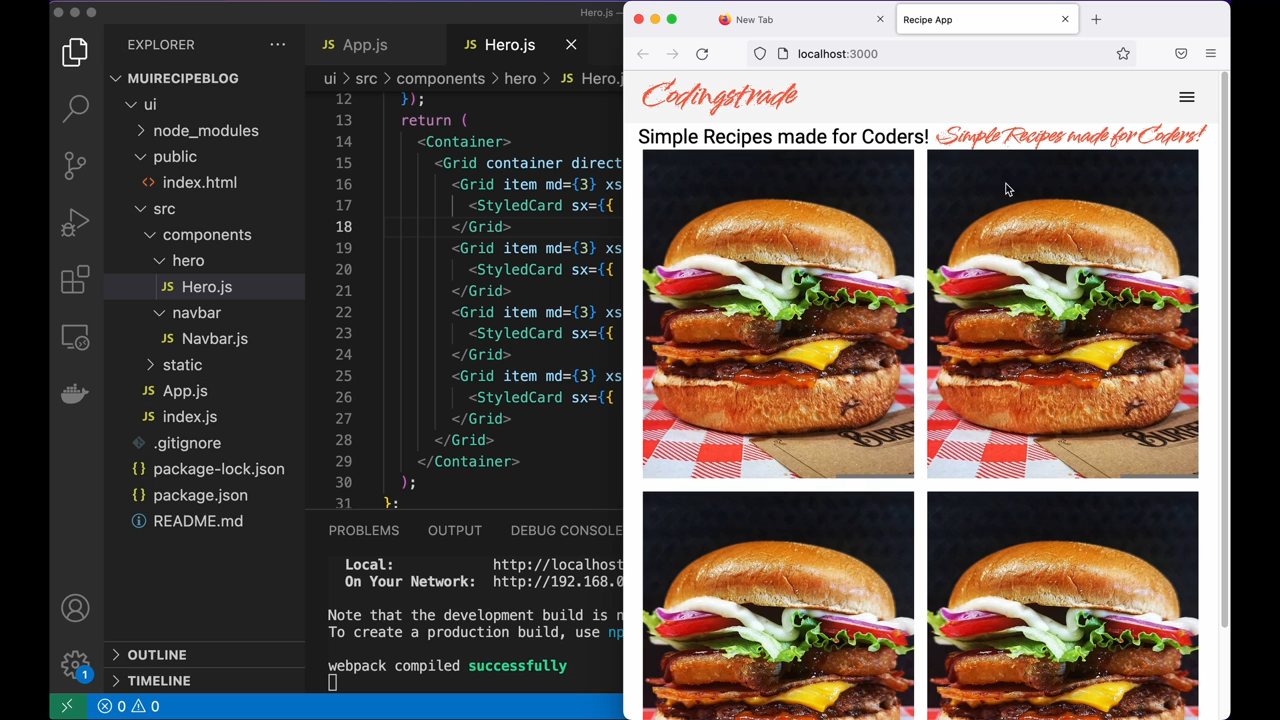 Hero.js —
EXPLORER
MUIRECIPEBLOG
ui
node_modules
public
index.html
src
components
hero
JS Hero.js
navbar
JS Navbar.js
static
JS App.js
JS index.js
.gitignore
{} package-lock.json
{} package.json
README.md
OUTLINE
TIMELINE
1
0 0
JS App.js
JS Hero.js
ui > src > components > hero > JS Hero.j
12 });
13 return (
14 <Container>
15 <Grid container direct
16 <Grid item md={3} xs
17 <StyledCard sx={{
18 </Grid>
19 <Grid item md={3} xs
20 <StyledCard sx={{
21 </Grid>
22 <Grid item md={3} xs
23 <StyledCard sx={{
24 </Grid>
25 <Grid item md={3} xs
26 <StyledCard sx={{
27 </Grid>
28 </Grid>
29 </Container>
30 );
31 };
PROBLEMS OUTPUT DEBUG CONSOLE
Local: http://localhost
On Your Network: http://192.168.0
Note that the development build is n
To create a production build, use np
webpack compiled successfully
New Tab
Recipe App
localhost:3000
Codingstrade
Simple Recipes made for Coders! Simple Recipes made for Coders!